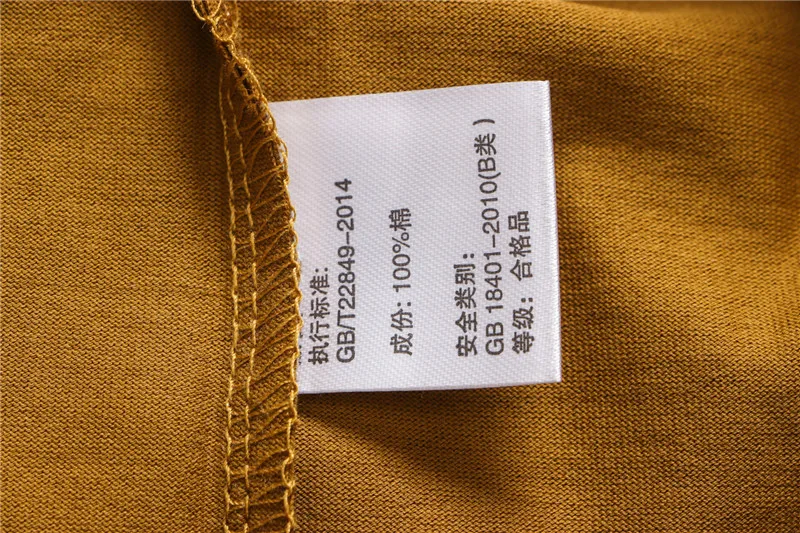 执行标准:
GB/T22849-2014
成份: 100%棉
安全类别:
GB 18401-2010(B类 )
等级: 合格品